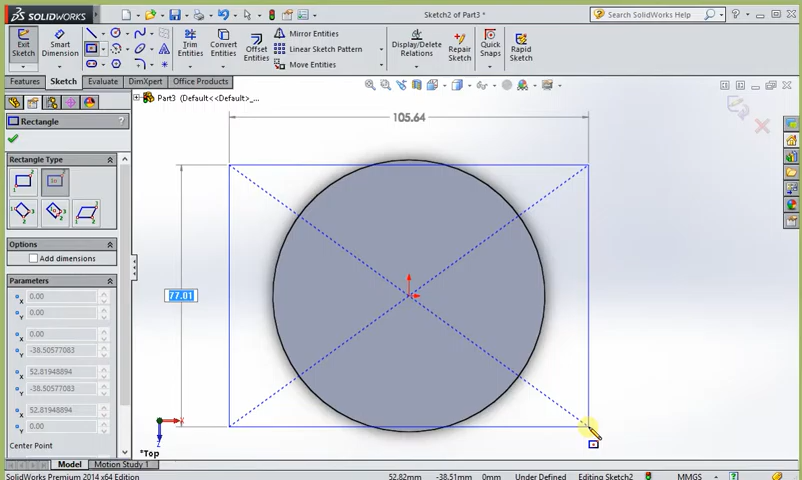 SOLIDWORKS
Sketch2 of Part3 *
Search SolidWorks Help
Exit Sketch
Smart Dimension
Trim Entities
Convert Entities
Offset Entities
Mirror Entities
Linear Sketch Pattern
Move Entities
Display/Delete Relations
Repair Sketch
Quick Snaps
Rapid Sketch
Features
Sketch
Evaluate
DimXpert
Office Products
Part3 (Default<<Default>_...
Rectangle
?
Rectangle Type
Options
Add dimensions
Parameters
X 0.00
Y 0.00
X 0.00
Y -38.50577083
X 52.81948894
Y -38.50577083
X 52.81948894
Y 0.00
Center Point
105.64
77.01
X
Z
*Top
Model
Motion Study 1
SolidWorks Premium 2014 x64 Edition
52.82mm
-38.51mm
0mm
Under Defined
Editing Sketch2
MMGS